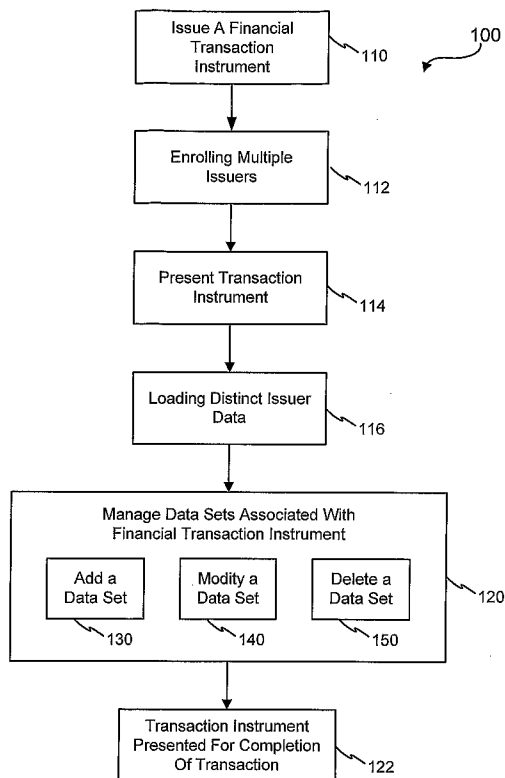 Issue A Financial
Transaction
Instrument
110
100
Enrolling Multiple
Issuers
112
Present Transaction
Instrument
114
Loading Distinct Issuer
Data
116
Manage Data Sets Associated With
Financial Transaction Instrument
Add a
Data Set
130
Modify a
Data Set
140
Delete a
Data Set
150
120
Transaction Instrument
Presented For Completion
Of Transaction
122